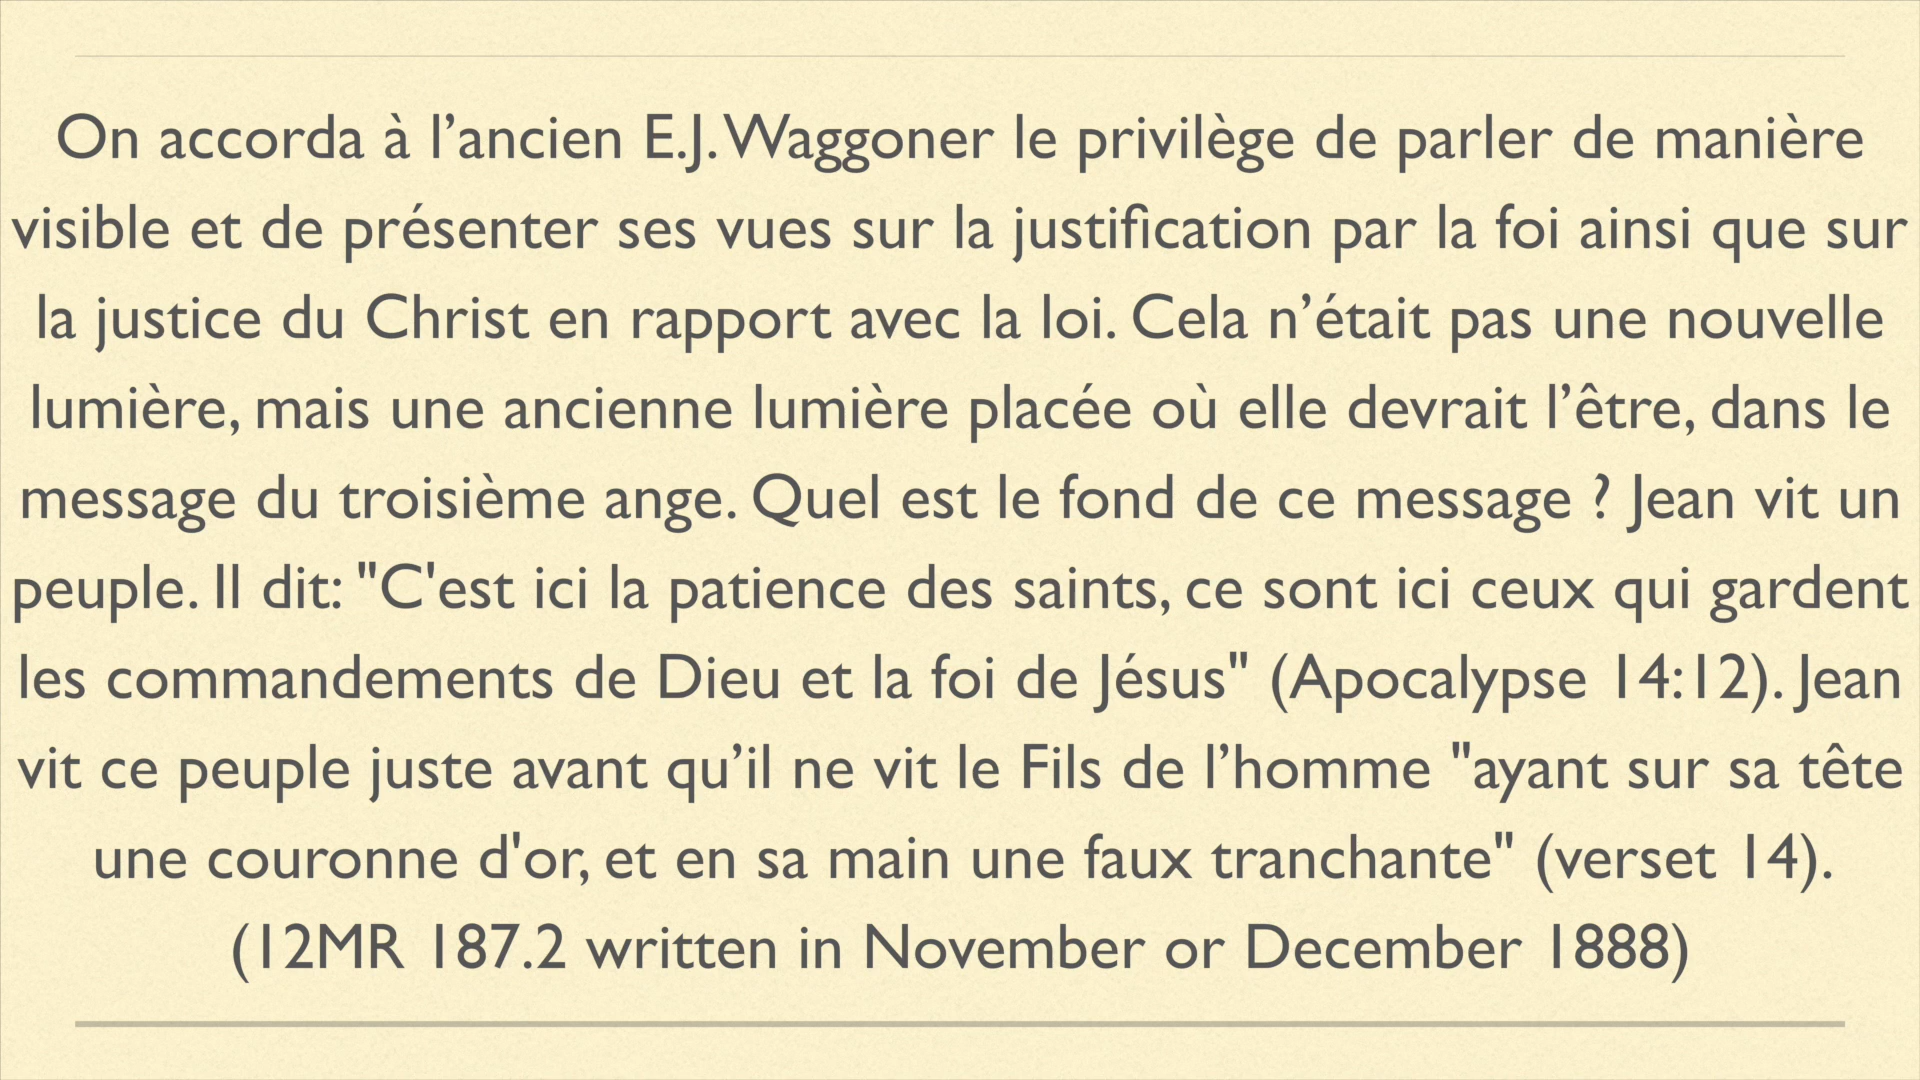 On accorda à l’ancien E.J. Waggoner le privilège de parler de manière
visible et de présenter ses vues sur la justification par la foi ainsi que sur
la justice du Christ en rapport avec la loi. Cela n’était pas une nouvelle
lumière, mais une ancienne lumière placée où elle devrait l’être, dans le
message du troisième ange. Quel est le fond de ce message ? Jean vit un
peuple. Il dit: "C'est ici la patience des saints, ce sont ici ceux qui gardent
les commandements de Dieu et la foi de Jésus" (Apocalypse 14:12). Jean
vit ce peuple juste avant qu’il ne vit le Fils de l’homme "ayant sur sa tête
une couronne d'or, et en sa main une faux tranchante" (verset 14).
(12MR 187.2 written in November or December 1888)